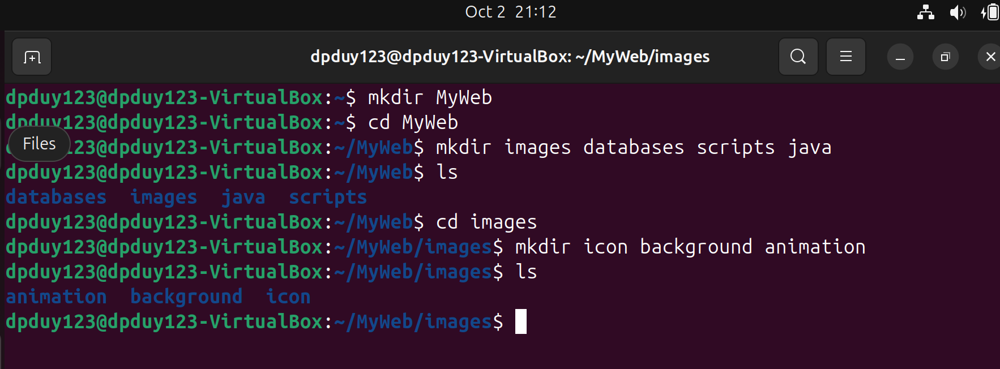 Oct 2 21:12
dpduy123@dpduy123-VirtualBox: ~/MyWeb/images
dpduy123@dpduy123-VirtualBox:~$ mkdir MyWeb
dpduy123@dpduy123-VirtualBox:~$ cd MyWeb
Files
123@dpduy123-VirtualBox:~/MyWeb$ mkdir images databases scripts java
dpduy123@dpduy123-VirtualBox:~/MyWeb$ ls
databases images java scripts
dpduy123@dpduy123-VirtualBox:~/MyWeb$ cd images
dpduy123@dpduy123-VirtualBox:~/MyWeb/images$ mkdir icon background animation
dpduy123@dpduy123-VirtualBox:~/MyWeb/images$ ls
animation background icon
dpduy123@dpduy123-VirtualBox:~/MyWeb/images$